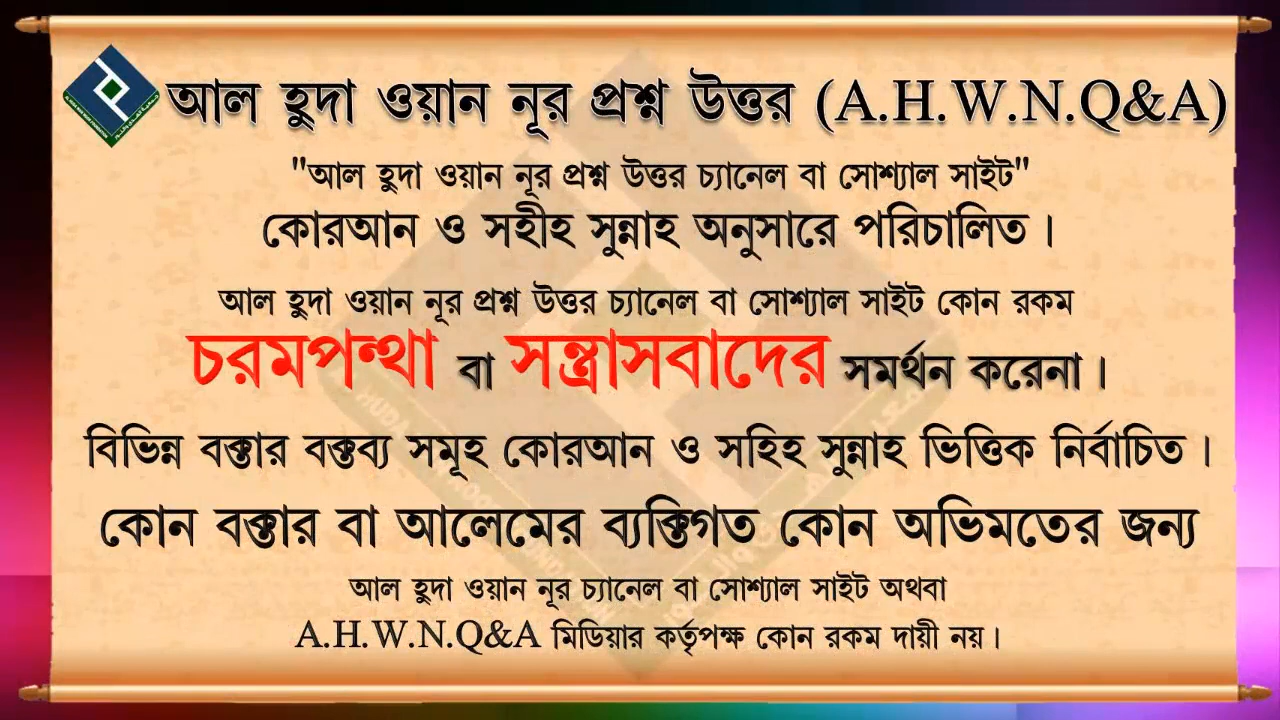 আল হুদা ওয়ান নূর প্রশ্ন উত্তর (A.H.W.N.Q&A)
"আল হুদা ওয়ান নূর প্রশ্ন উত্তর চ্যানেল বা সোশ্যাল সাইট"
কোরআন ও সহীহ সুন্নাহ অনুসারে পরিচালিত।
আল হুদা ওয়ান নূর প্রশ্ন উত্তর চ্যানেল বা সোশ্যাল সাইট কোন রকম
চরমপন্থা বা সন্ত্রাসবাদের সমর্থন করেনা।
বিভিন্ন বক্তার বক্তব্য সমূহ কোরআন ও সহিহ সুন্নাহ ভিত্তিক নির্বাচিত।
কোন বক্তার বা আলেমের ব্যক্তিগত কোন অভিমতের জন্য
আল হুদা ওয়ান নূর চ্যানেল বা সোশ্যাল সাইট অথবা
A.H.W.N.Q&A মিডিয়ার কর্তৃপক্ষ কোন রকম দায়ী নয়।